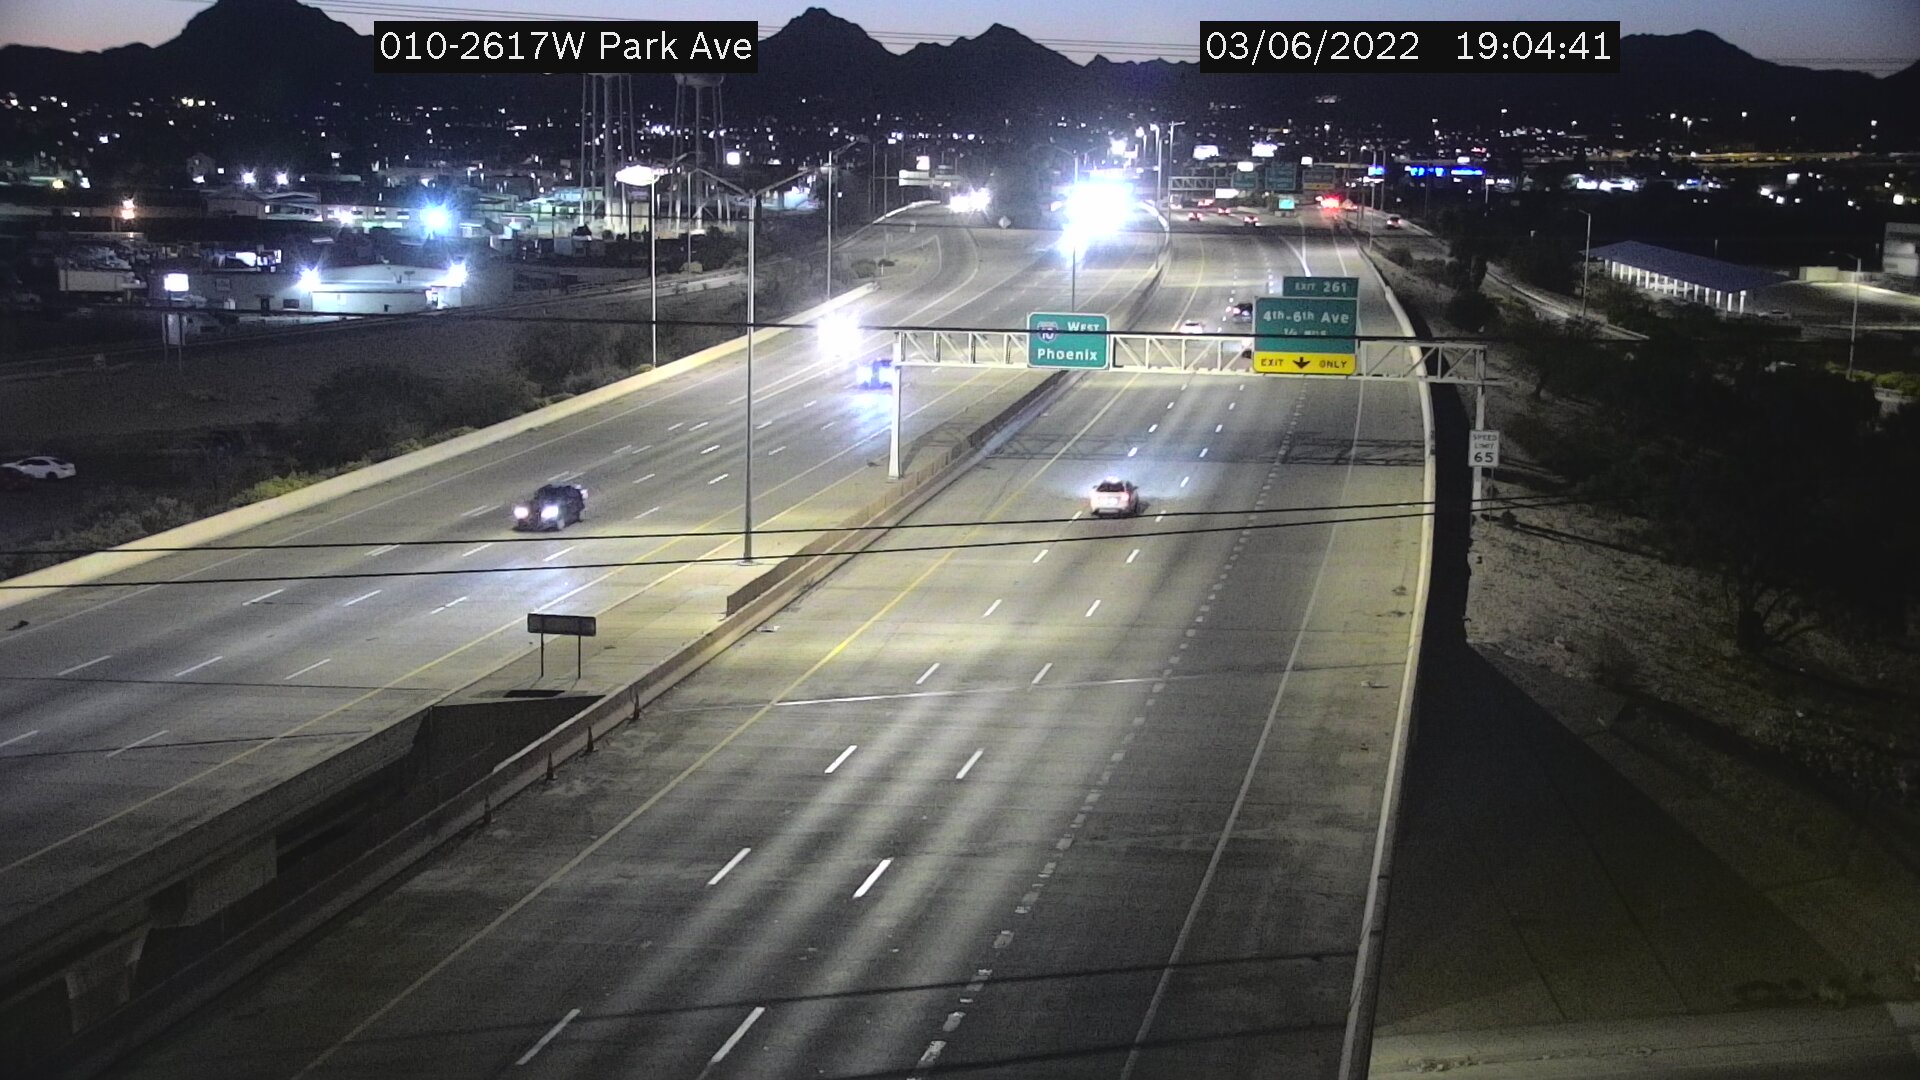 010-2617W Park Ave
03/06/2022 19:04:41
EXIT 261
4th-6th Ave
EXIT ONLY
10
WEST
Phoenix
SPEED
LIMIT
65